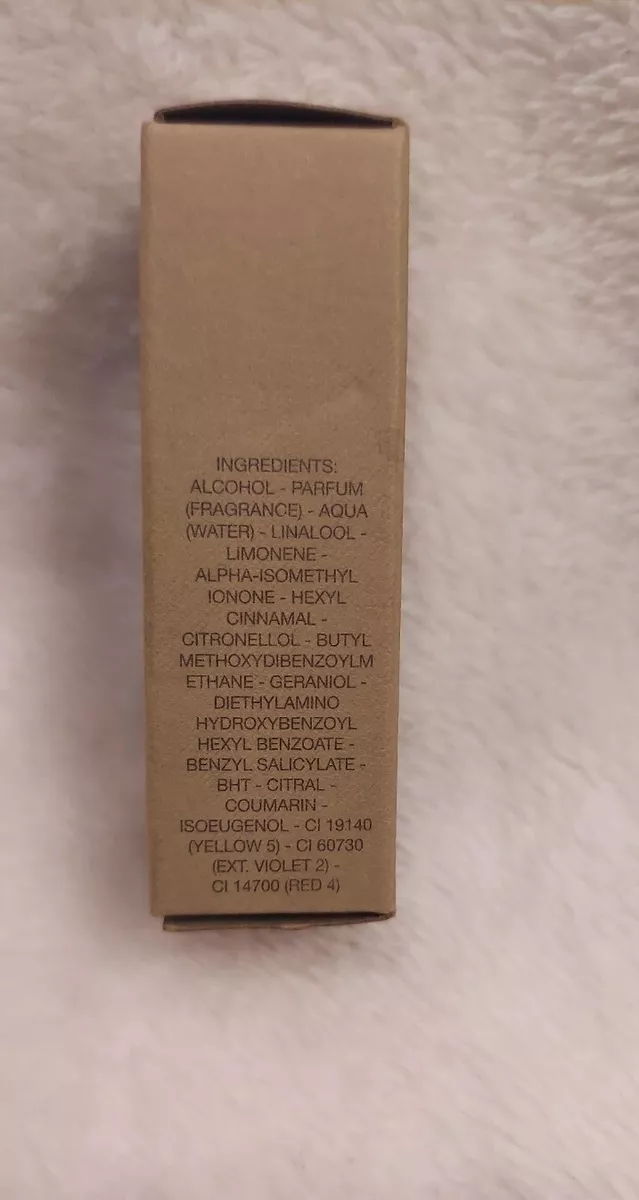 INGREDIENTS:
ALCOHOL - PARFUM
(FRAGRANCE) - AQUA
(WATER) - LINALOOL -
LIMONENE -
ALPHA-ISOMETHYL
IONONE - HEXYL
CINNAMAL -
CITRONELLOL - BUTYL
METHOXYDIBENZOYLM
ETHANE - GERANIOL -
DIETHYLAMINO
HYDROXYBENZOYL
HEXYL BENZOATE -
BENZYL SALICYLATE -
BHT - CITRAL -
COUMARIN -
ISOEUGENOL - CI 19140
(YELLOW 5) - CI 60730
(EXT. VIOLET 2) -
CI 14700 (RED 4)